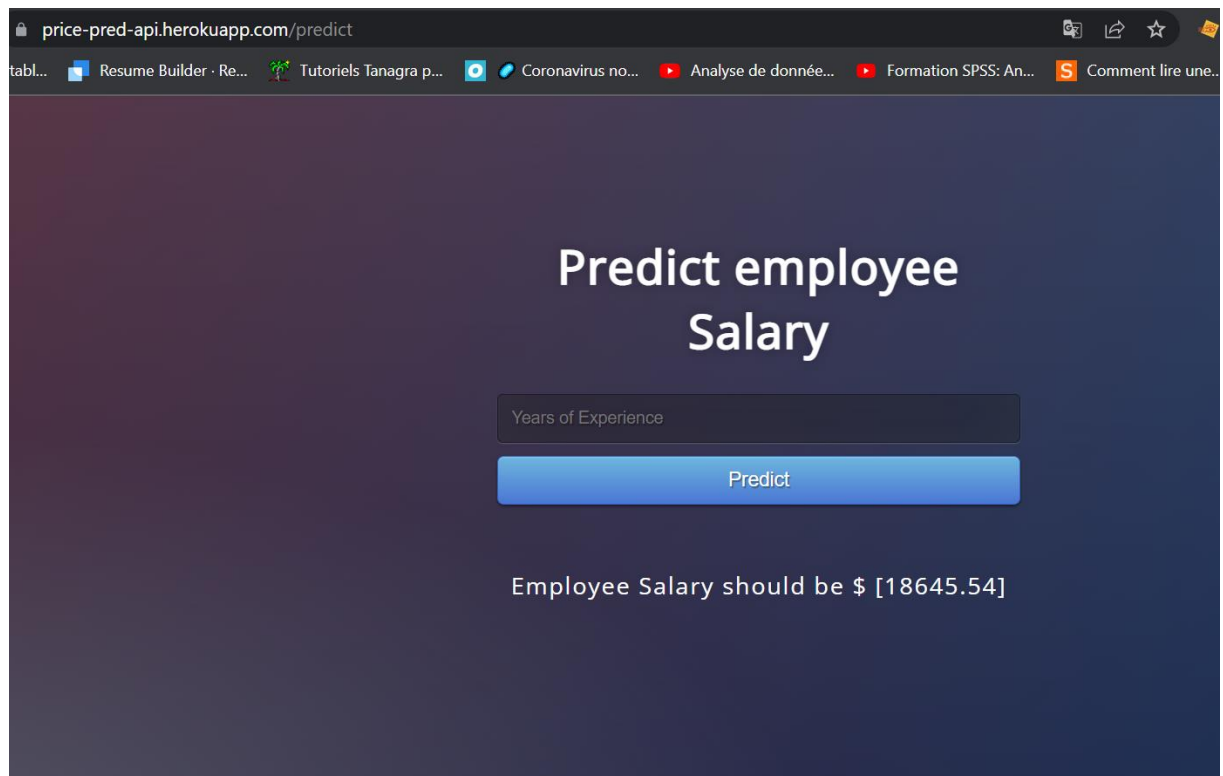 price-pred-api.herokuapp.com/predict
tabl... Resume Builder · Re... Tutoriels Tanagra p... Coronavirus no... Analyse de donnée... Formation SPSS: An... Comment lire une...
Predict employee
Salary
Years of Experience
Predict
Employee Salary should be $ [18645.54]